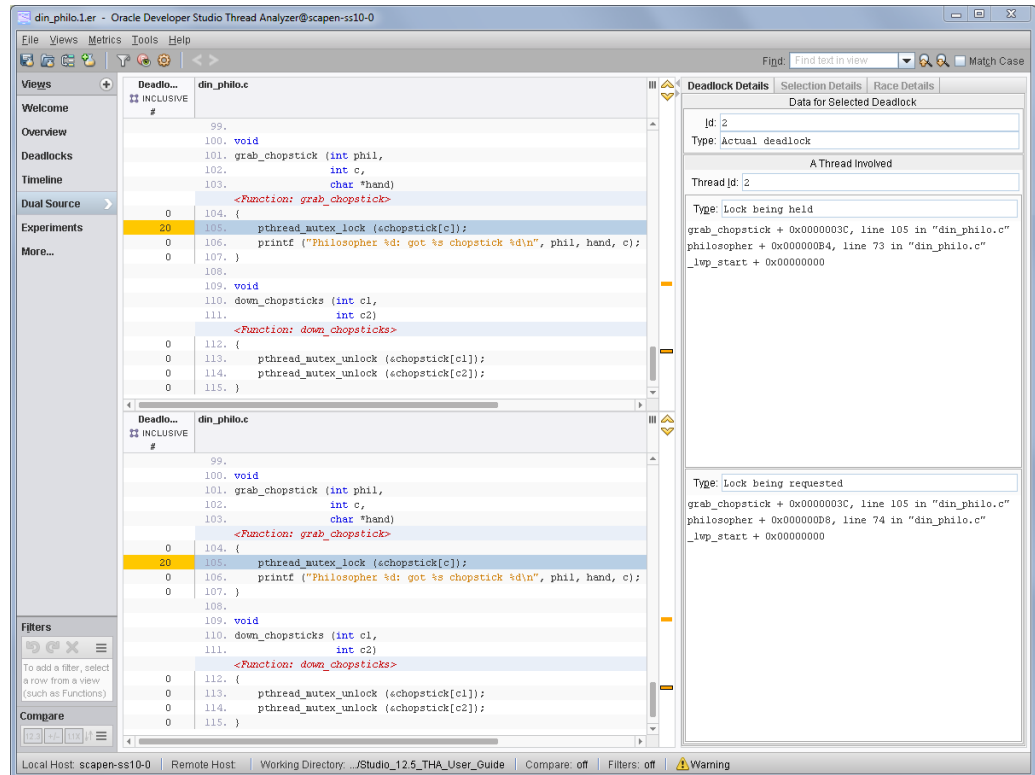 din_philo.1.er - Oracle Developer Studio Thread Analyzer@scapen-ss10-0
File Views Metrics Tools Help
Find: Find text in view Match Case
Views
Welcome
Overview
Deadlocks
Timeline
Dual Source
Experiments
More...
Filters
To add a filter, select
a row from a view
(such as Functions)
Compare
Deadlo... din_philo.c
INCLUSIVE
#
99.
100. void
101. grab_chopstick (int phil,
102. int c,
103. char *hand)
<Function: grab_chopstick>
0 104. {
20 105. pthread_mutex_lock (&chopstick[c]);
0 106. printf ("Philosopher %d: got %s chopstick %d\n", phil, hand, c);
0 107. }
108.
109. void
110. down_chopsticks (int c1,
111. int c2)
<Function: down_chopsticks>
0 112. {
0 113. pthread_mutex_unlock (&chopstick[c1]);
0 114. pthread_mutex_unlock (&chopstick[c2]);
0 115. }
Deadlo... din_philo.c
INCLUSIVE
#
99.
100. void
101. grab_chopstick (int phil,
102. int c,
103. char *hand)
<Function: grab_chopstick>
0 104. {
20 105. pthread_mutex_lock (&chopstick[c]);
0 106. printf ("Philosopher %d: got %s chopstick %d\n", phil, hand, c);
0 107. }
108.
109. void
110. down_chopsticks (int c1,
111. int c2)
<Function: down_chopsticks>
0 112. {
0 113. pthread_mutex_unlock (&chopstick[c1]);
0 114. pthread_mutex_unlock (&chopstick[c2]);
0 115. }
Deadlock Details Selection Details Race Details
Data for Selected Deadlock
Id: 2
Type: Actual deadlock
A Thread Involved
Thread Id: 2
Type: Lock being held
grab_chopstick + 0x0000003C, line 105 in "din_philo.c"
philosopher + 0x000000B4, line 73 in "din_philo.c"
_lwp_start + 0x00000000
Type: Lock being requested
grab_chopstick + 0x0000003C, line 105 in "din_philo.c"
philosopher + 0x000000D8, line 74 in "din_philo.c"
_lwp_start + 0x00000000
Local Host: scapen-ss10-0 Remote Host: Working Directory: .../Studio_12.5_THA_User_Guide Compare: off Filters: off Warning